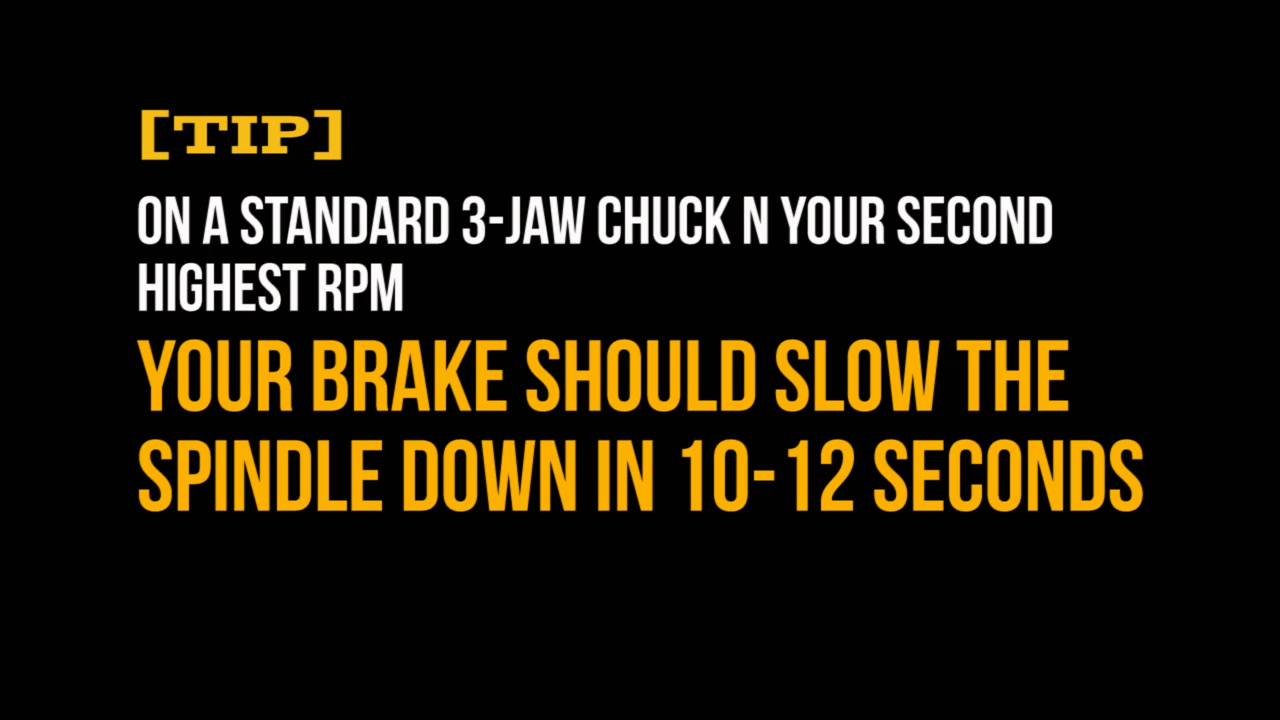 [TIP]
ON A STANDARD 3-JAW CHUCK N YOUR SECOND
HIGHEST RPM
YOUR BRAKE SHOULD SLOW THE
SPINDLE DOWN IN 10-12 SECONDS